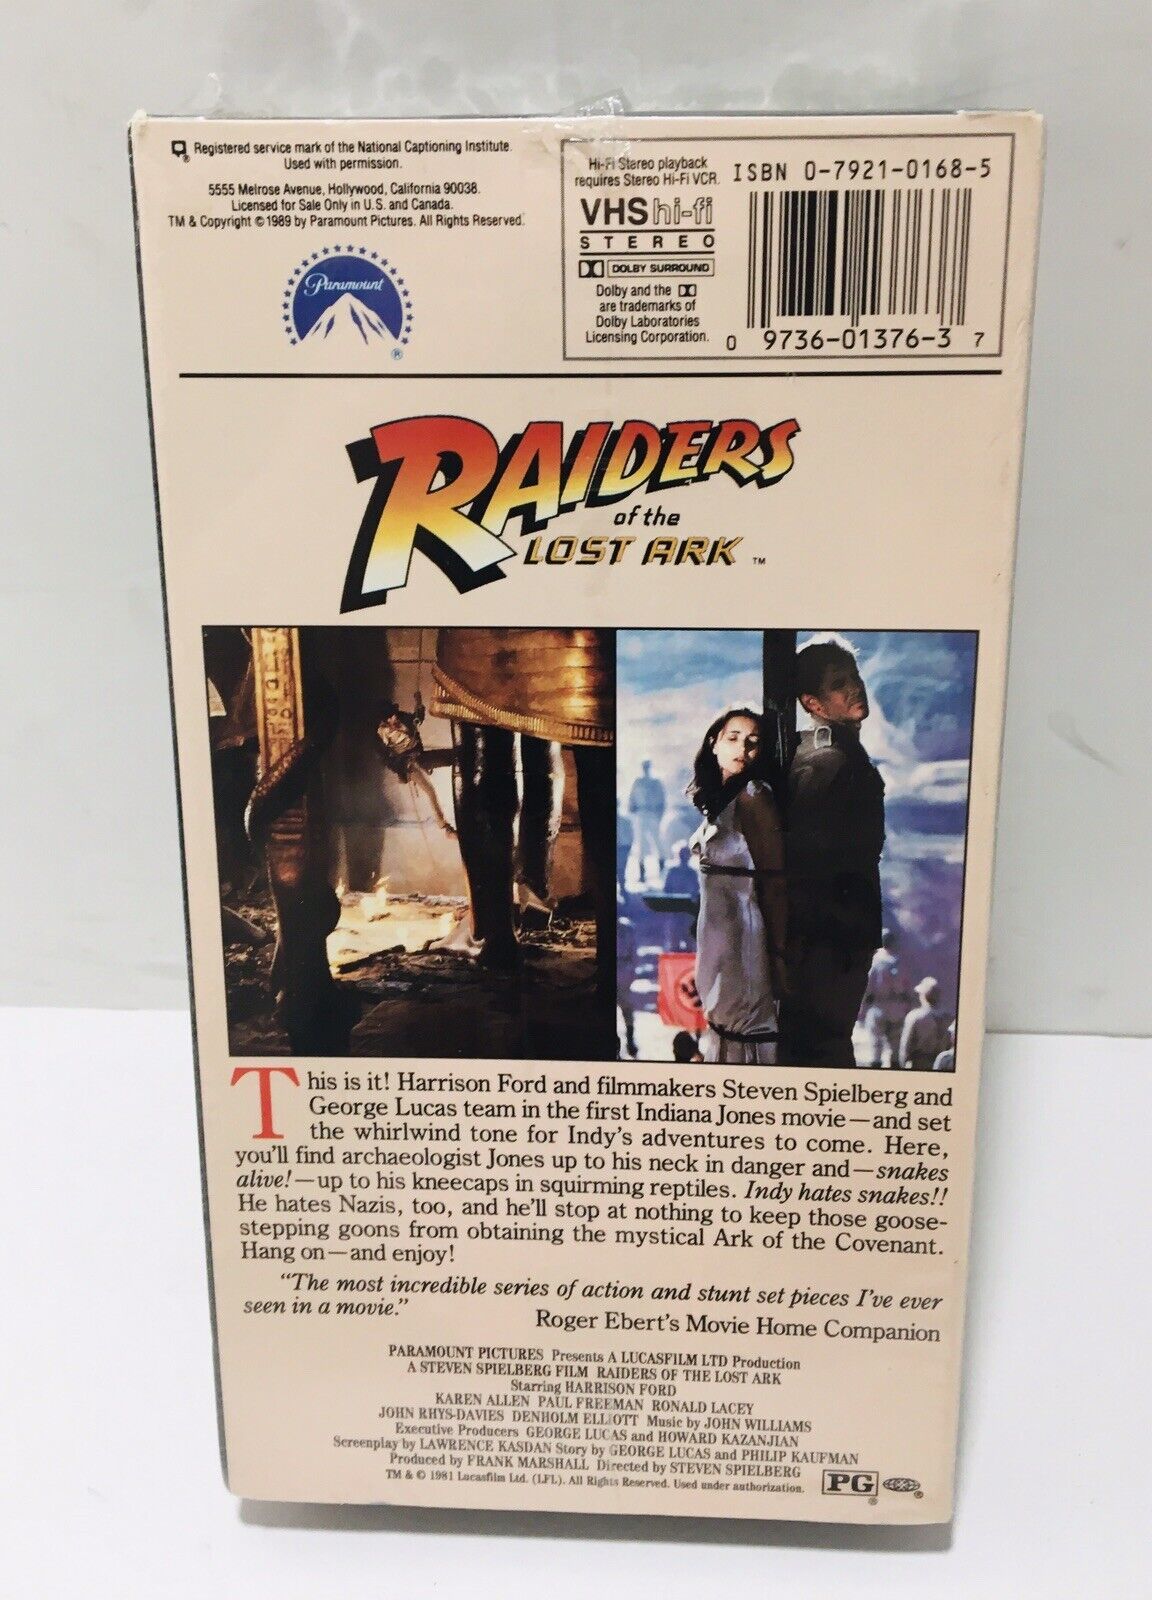 Registered service mark of the National Captioning Institute.
Used with permission.
5555 Melrose Avenue, Hollywood, California 90038.
Licensed for Sale Only in U.S. and Canada.
TM & Copyright © 1989 by Paramount Pictures. All Rights Reserved.
Paramount
®
Hi-Fi Stereo playback
requires Stereo Hi-Fi VCR.
VHS hi-fi
STEREO
DOLBY SURROUND
Dolby and the
are trademarks of
Dolby Laboratories
Licensing Corporation.
ISBN 0-7921-0168-5
0 9736-01376-3 7
RAIDERS
of the
LOST ARK ™
This is it! Harrison Ford and filmmakers Steven Spielberg and
George Lucas team in the first Indiana Jones movie—and set
the whirlwind tone for Indy's adventures to come. Here,
you'll find archaeologist Jones up to his neck in danger and—snakes
alive!—up to his kneecaps in squirming reptiles. Indy hates snakes!!
He hates Nazis, too, and he'll stop at nothing to keep those goose-
stepping goons from obtaining the mystical Ark of the Covenant.
Hang on—and enjoy!
"The most incredible series of action and stunt set pieces I've ever
seen in a movie."
Roger Ebert's Movie Home Companion
PARAMOUNT PICTURES Presents A LUCASFILM LTD Production
A STEVEN SPIELBERG FILM RAIDERS OF THE LOST ARK
Starring HARRISON FORD
KAREN ALLEN PAUL FREEMAN RONALD LACEY
JOHN RHYS-DAVIES DENHOLM ELLIOTT Music by JOHN WILLIAMS
Executive Producers GEORGE LUCAS and HOWARD KAZANJIAN
Screenplay by LAWRENCE KASDAN Story by GEORGE LUCAS and PHILIP KAUFMAN
Produced by FRANK MARSHALL Directed by STEVEN SPIELBERG
TM & © 1981 Lucasfilm Ltd. (LFL). All Rights Reserved. Used under authorization.
PG ®